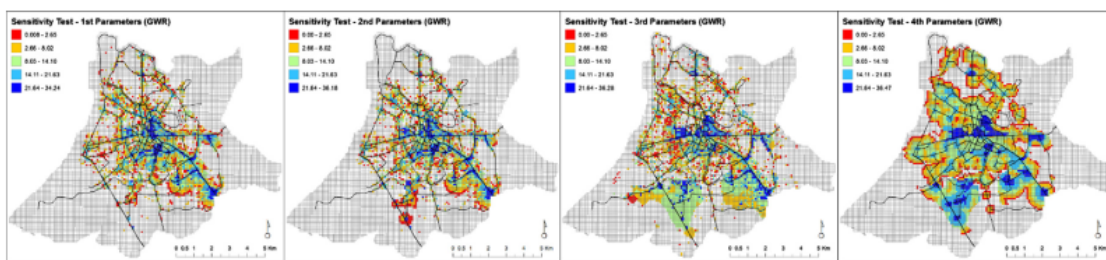 Sensitivity Test - 1st Parameters (GWR)
0.008 - 2.65
2.66 - 8.02
8.03 - 14.10
14.11 - 21.63
21.64 - 34.24
0 0.5 1 2 3 4 5 Km
Sensitivity Test - 2nd Parameters (GWR)
0.00 - 2.65
2.66 - 8.02
8.03 - 14.10
14.11 - 21.63
21.64 - 36.18
0 0.5 1 2 3 4 5 Km
Sensitivity Test - 3rd Parameters (GWR)
0.00 - 2.65
2.66 - 8.02
8.03 - 14.10
14.11 - 21.63
21.64 - 36.28
0 0.5 1 2 3 4 5 Km
Sensitivity Test - 4th Parameters (GWR)
0.00 - 2.65
2.66 - 8.02
8.03 - 14.10
14.11 - 21.63
21.64 - 36.47
0 0.5 1 2 3 4 5 Km